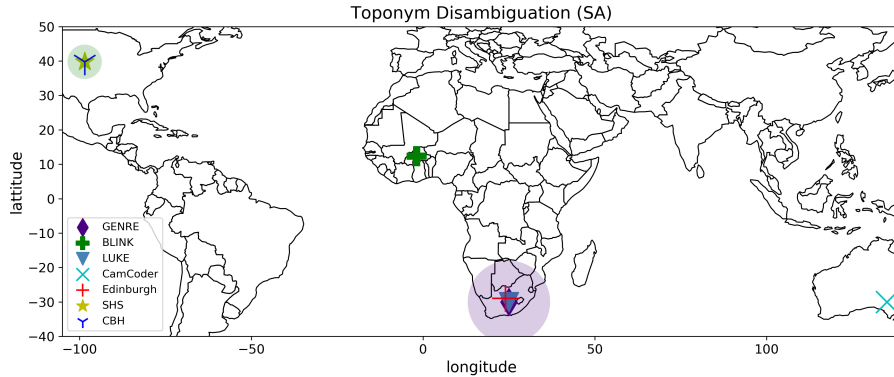 Toponym Disambiguation (SA)
50
40
30
20
10
0
−10
−20
−30
−40
lattitude
GENRE
BLINK
LUKE
CamCoder
Edinburgh
SHS
CBH
−100
−50
0
50
100
longitude